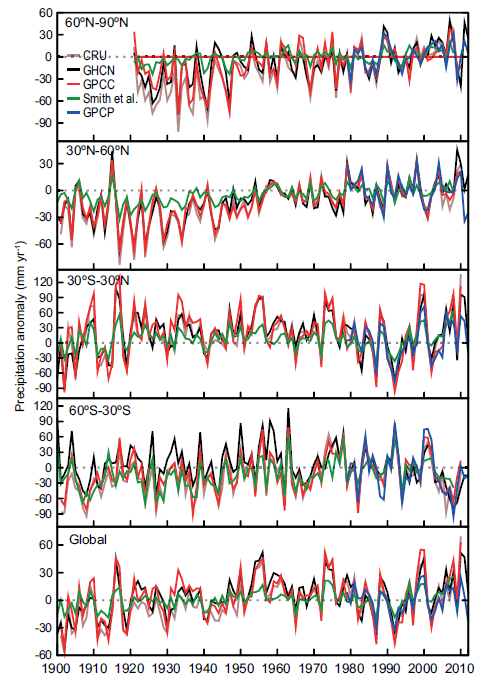 60
60ºN-90ºN
30
0
CRU
GHCN
-30
GPCC
-60
Smith et al.
GPCP
-90
30ºN-60ºN
30
0
-30
-60
120
30ºS-30ºN
90
60
30
0
-30
-60
-90
Precipitation anomaly (mm yr⁻¹)
120
60ºS-30ºS
90
60
30
0
-30
-60
-90
Global
60
30
0
-30
-60
1900 1910 1920 1930 1940 1950 1960 1970 1980 1990 2000 2010